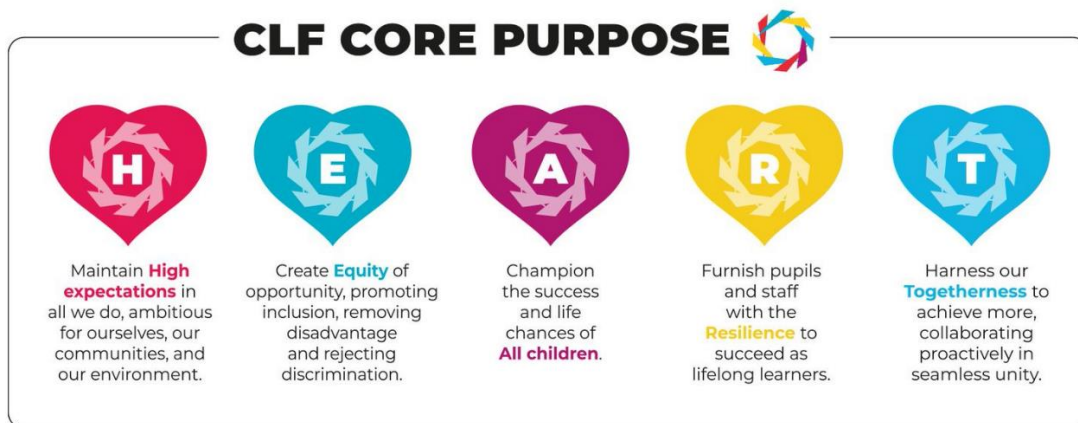 CLF CORE PURPOSE
H
Maintain High
expectations in
all we do, ambitious
for ourselves, our
communities, and
our environment.
E
Create Equity of
opportunity, promoting
inclusion, removing
disadvantage
and rejecting
discrimination.
A
Champion
the success
and life
chances of
All children.
R
Furnish pupils
and staff
with the
Resilience to
succeed as
lifelong learners.
T
Harness our
Togetherness to
achieve more,
collaborating
proactively in
seamless unity.